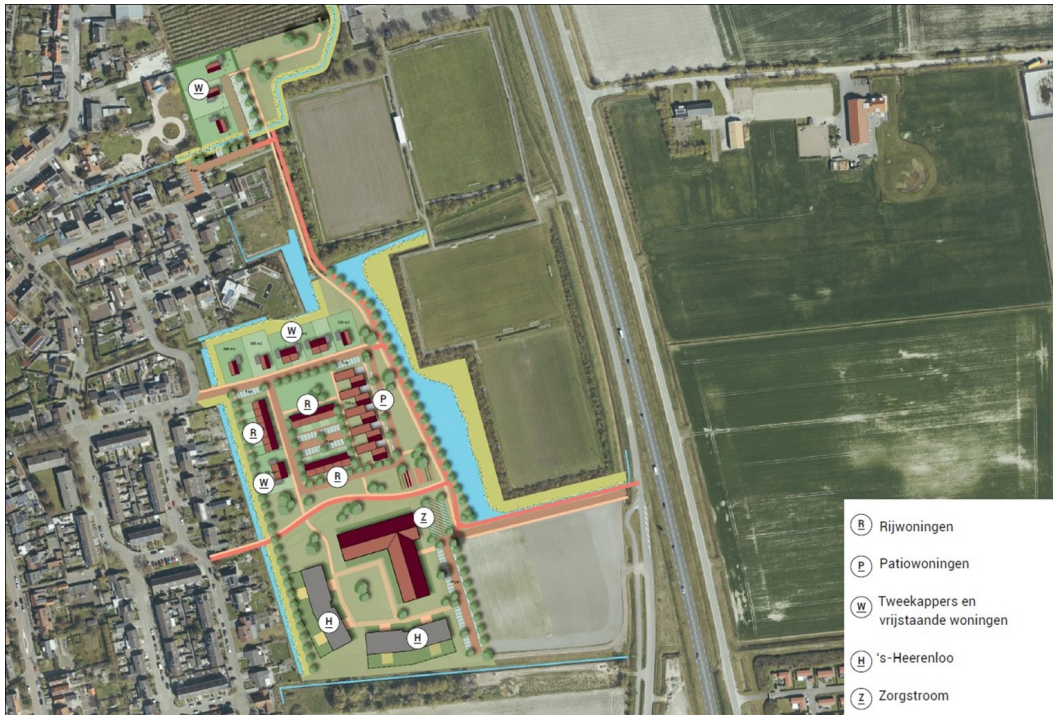 W
W
R
R
P
R
W
Z
H
H
R Rijwoningen
P Patiowoningen
W Tweekappers en
vrijstaande woningen
H 's-Heerenloo
Z Zorgstroom